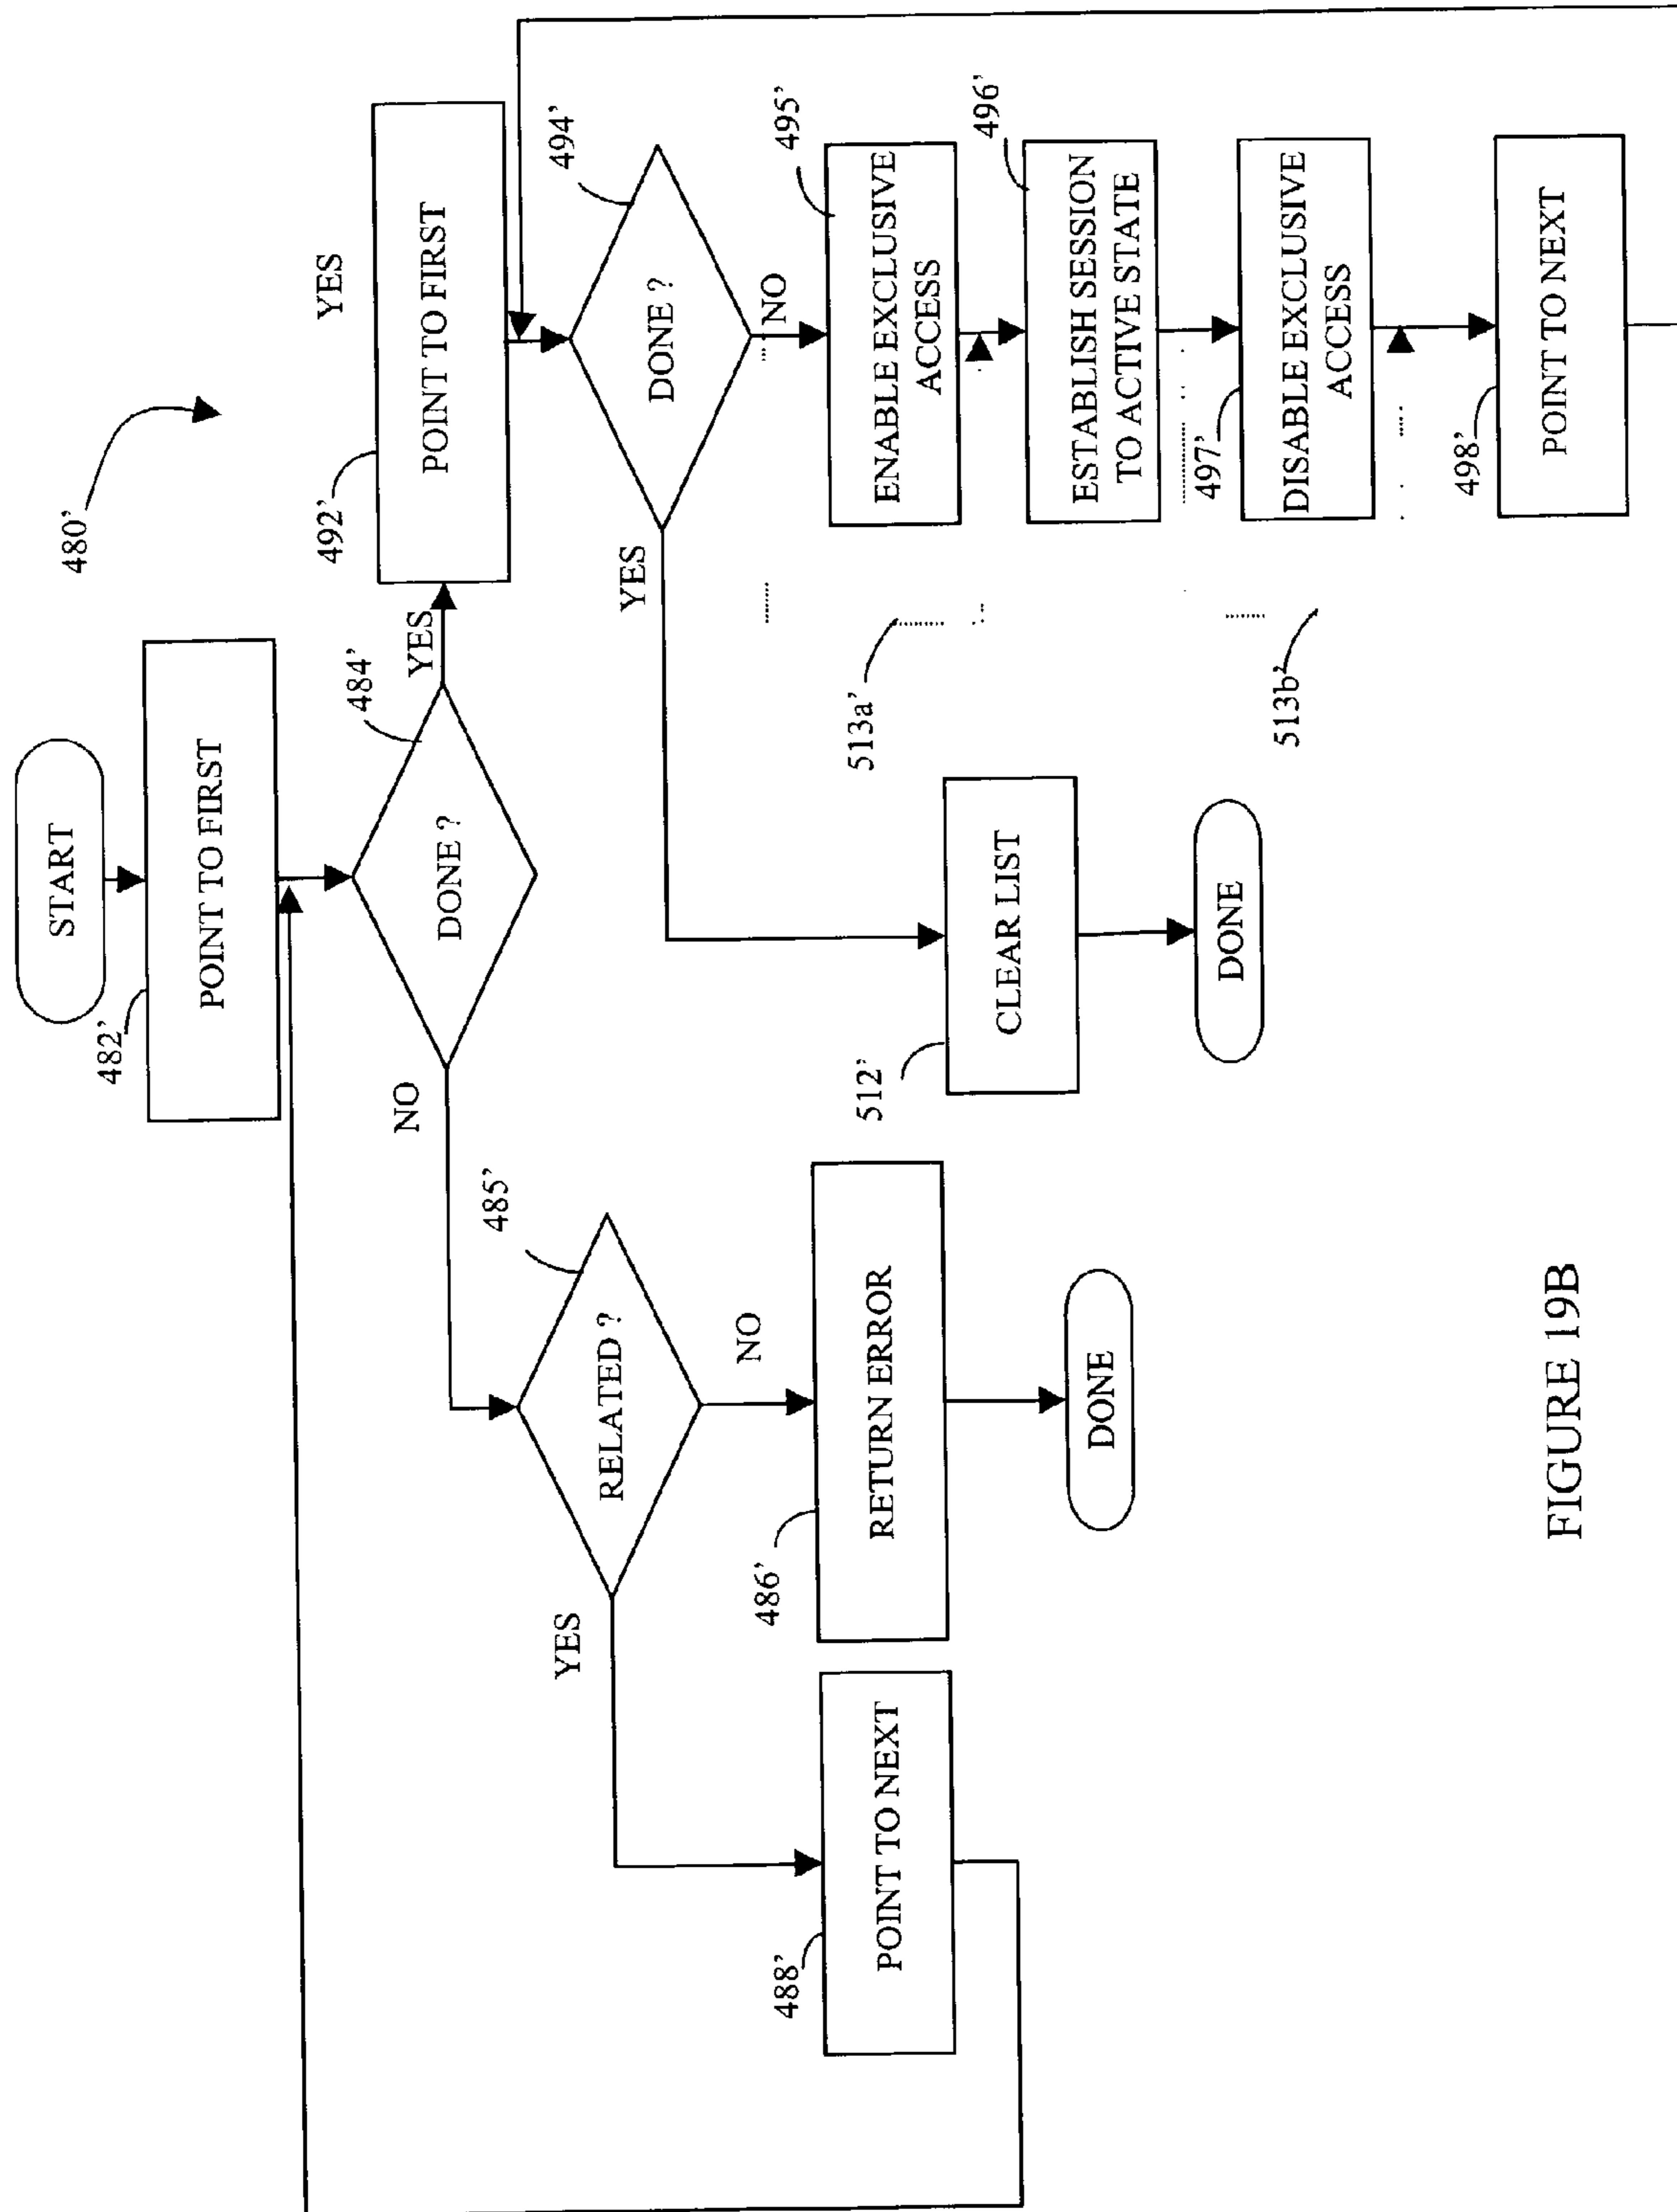 480'
START
482'
POINT TO FIRST
484'
DONE ?
YES
NO
YES
492'
POINT TO FIRST
494'
DONE ?
YES
NO
485'
RELATED ?
YES
NO
495'
ENABLE EXCLUSIVE
ACCESS
496'
ESTABLISH SESSION
TO ACTIVE STATE
497'
DISABLE EXCLUSIVE
ACCESS
498'
POINT TO NEXT
513a'
513b'
512'
CLEAR LIST
DONE
486'
RETURN ERROR
DONE
488'
POINT TO NEXT
FIGURE 19B